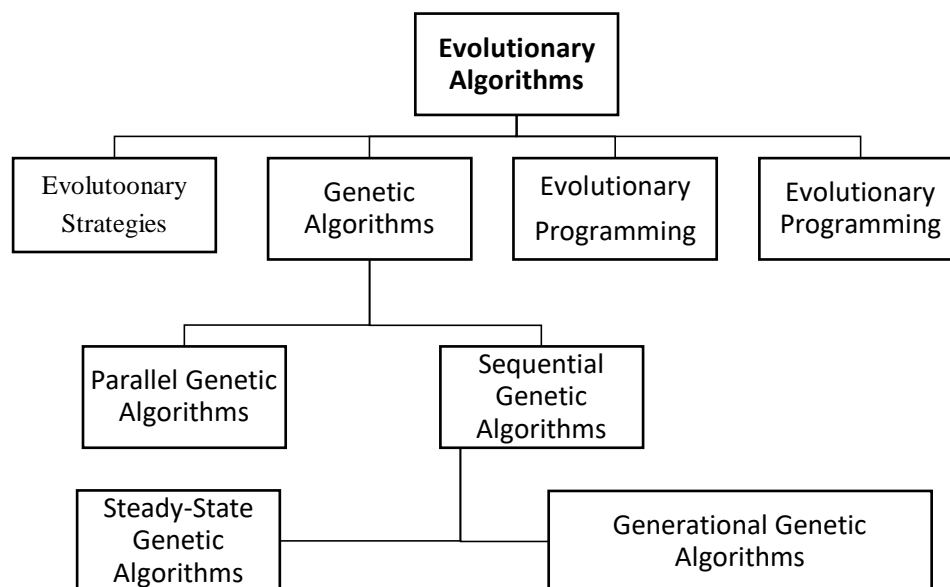 Evolutionary
Algorithms
Evolutoonary
Strategies
Genetic
Algorithms
Evolutionary
Programming
Evolutionary
Programming
Parallel Genetic
Algorithms
Sequential
Genetic
Algorithms
Steady-State
Genetic
Algorithms
Generational Genetic
Algorithms